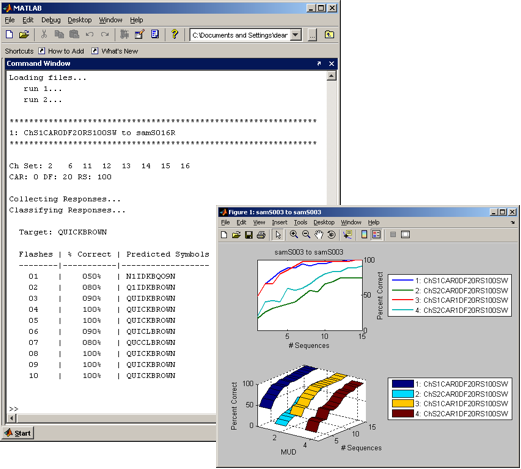 MATLAB
File Edit Debug Desktop Window Help
C:\Documents and Settings\dear
Shortcuts How to Add What's New
Command Window
Loading files...
run 1...
run 2...
******************************************************************
1: ChS1CAR0DF20RS100SW to samS016R
******************************************************************
Ch Set: 2 6 11 12 13 14 15 16
CAR: 0 DF: 20 RS: 100
Collecting Responses...
Classifying Responses...
Target: QUICKBROWN
Flashes | % Correct | Predicted Symbols
--------|-----------|------------------
01 | 050% | N1IDKBQO9N
02 | 080% | Q1IDKBROWN
03 | 090% | QUIDKBROWN
04 | 100% | QUICKBROWN
05 | 100% | QUICKBROWN
06 | 090% | QUICLBROWN
07 | 080% | QUCCLBROWN
08 | 100% | QUICKBROWN
09 | 100% | QUICKBROWN
10 | 100% | QUICKBROWN
>>
Start
Figure 1: samS003 to samS003
File Edit View Insert Tools Desktop Window Help
samS003 to samS003
100
50
0
Percent Correct
5 10 15
# Sequences
1: ChS1CAR0DF20RS100SW
2: ChS2CAR0DF20RS100SW
3: ChS1CAR1DF20RS100SW
4: ChS2CAR1DF20RS100SW
100
50
0
Percent Correct
2 4
MUD
5 10 15
# Sequences
1: ChS1CAR0DF20RS100SW
2: ChS2CAR0DF20RS100SW
3: ChS1CAR1DF20RS100SW
4: ChS2CAR1DF20RS100SW